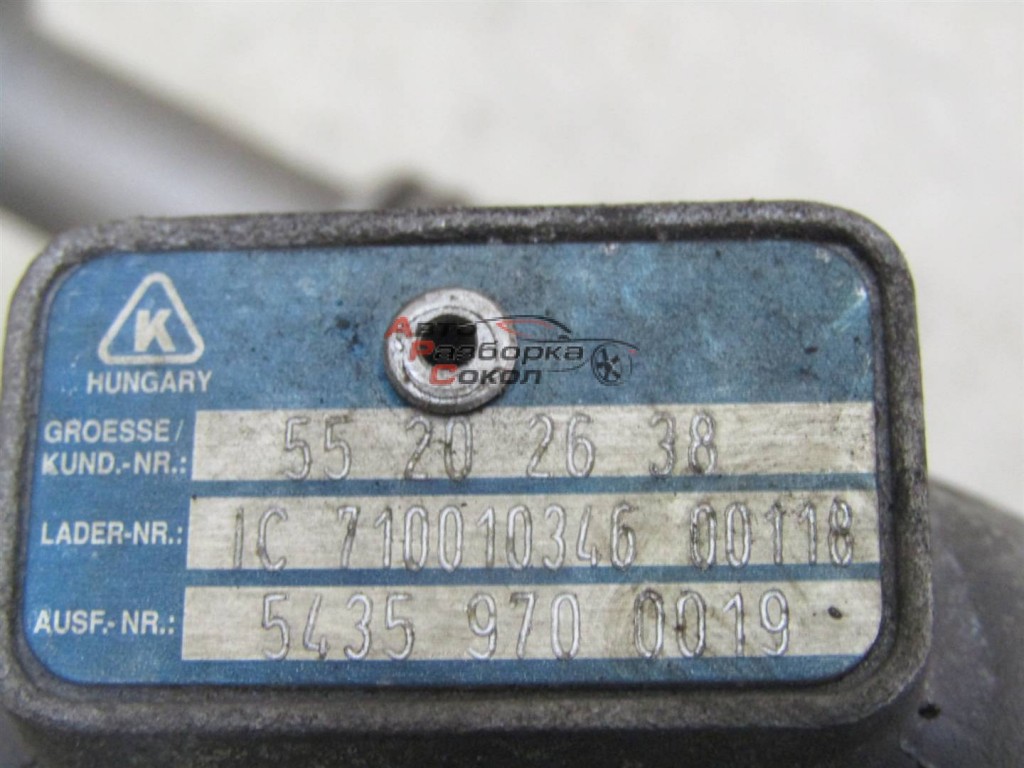 K
HUNGARY
Авто
Разборка
Сокол
GROESSE/
KUND.-NR.: 55 20 26 38
LADER-NR.: IC 710010346 00118
AUSF.-NR.: 5435 970 0019